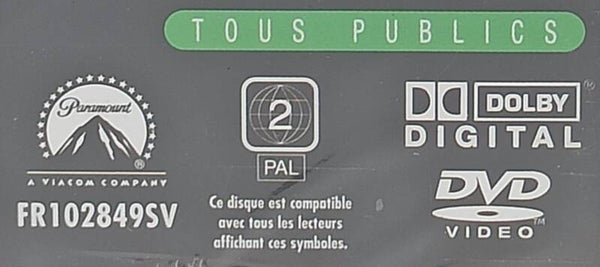 TOUS PUBLICS
Paramount
®
A VIACOM COMPANY
FR102849SV
2
PAL
Ce disque est compatible
avec tous les lecteurs
affichant ces symboles.
DOLBY
®
DIGITAL
DVD
VIDEO